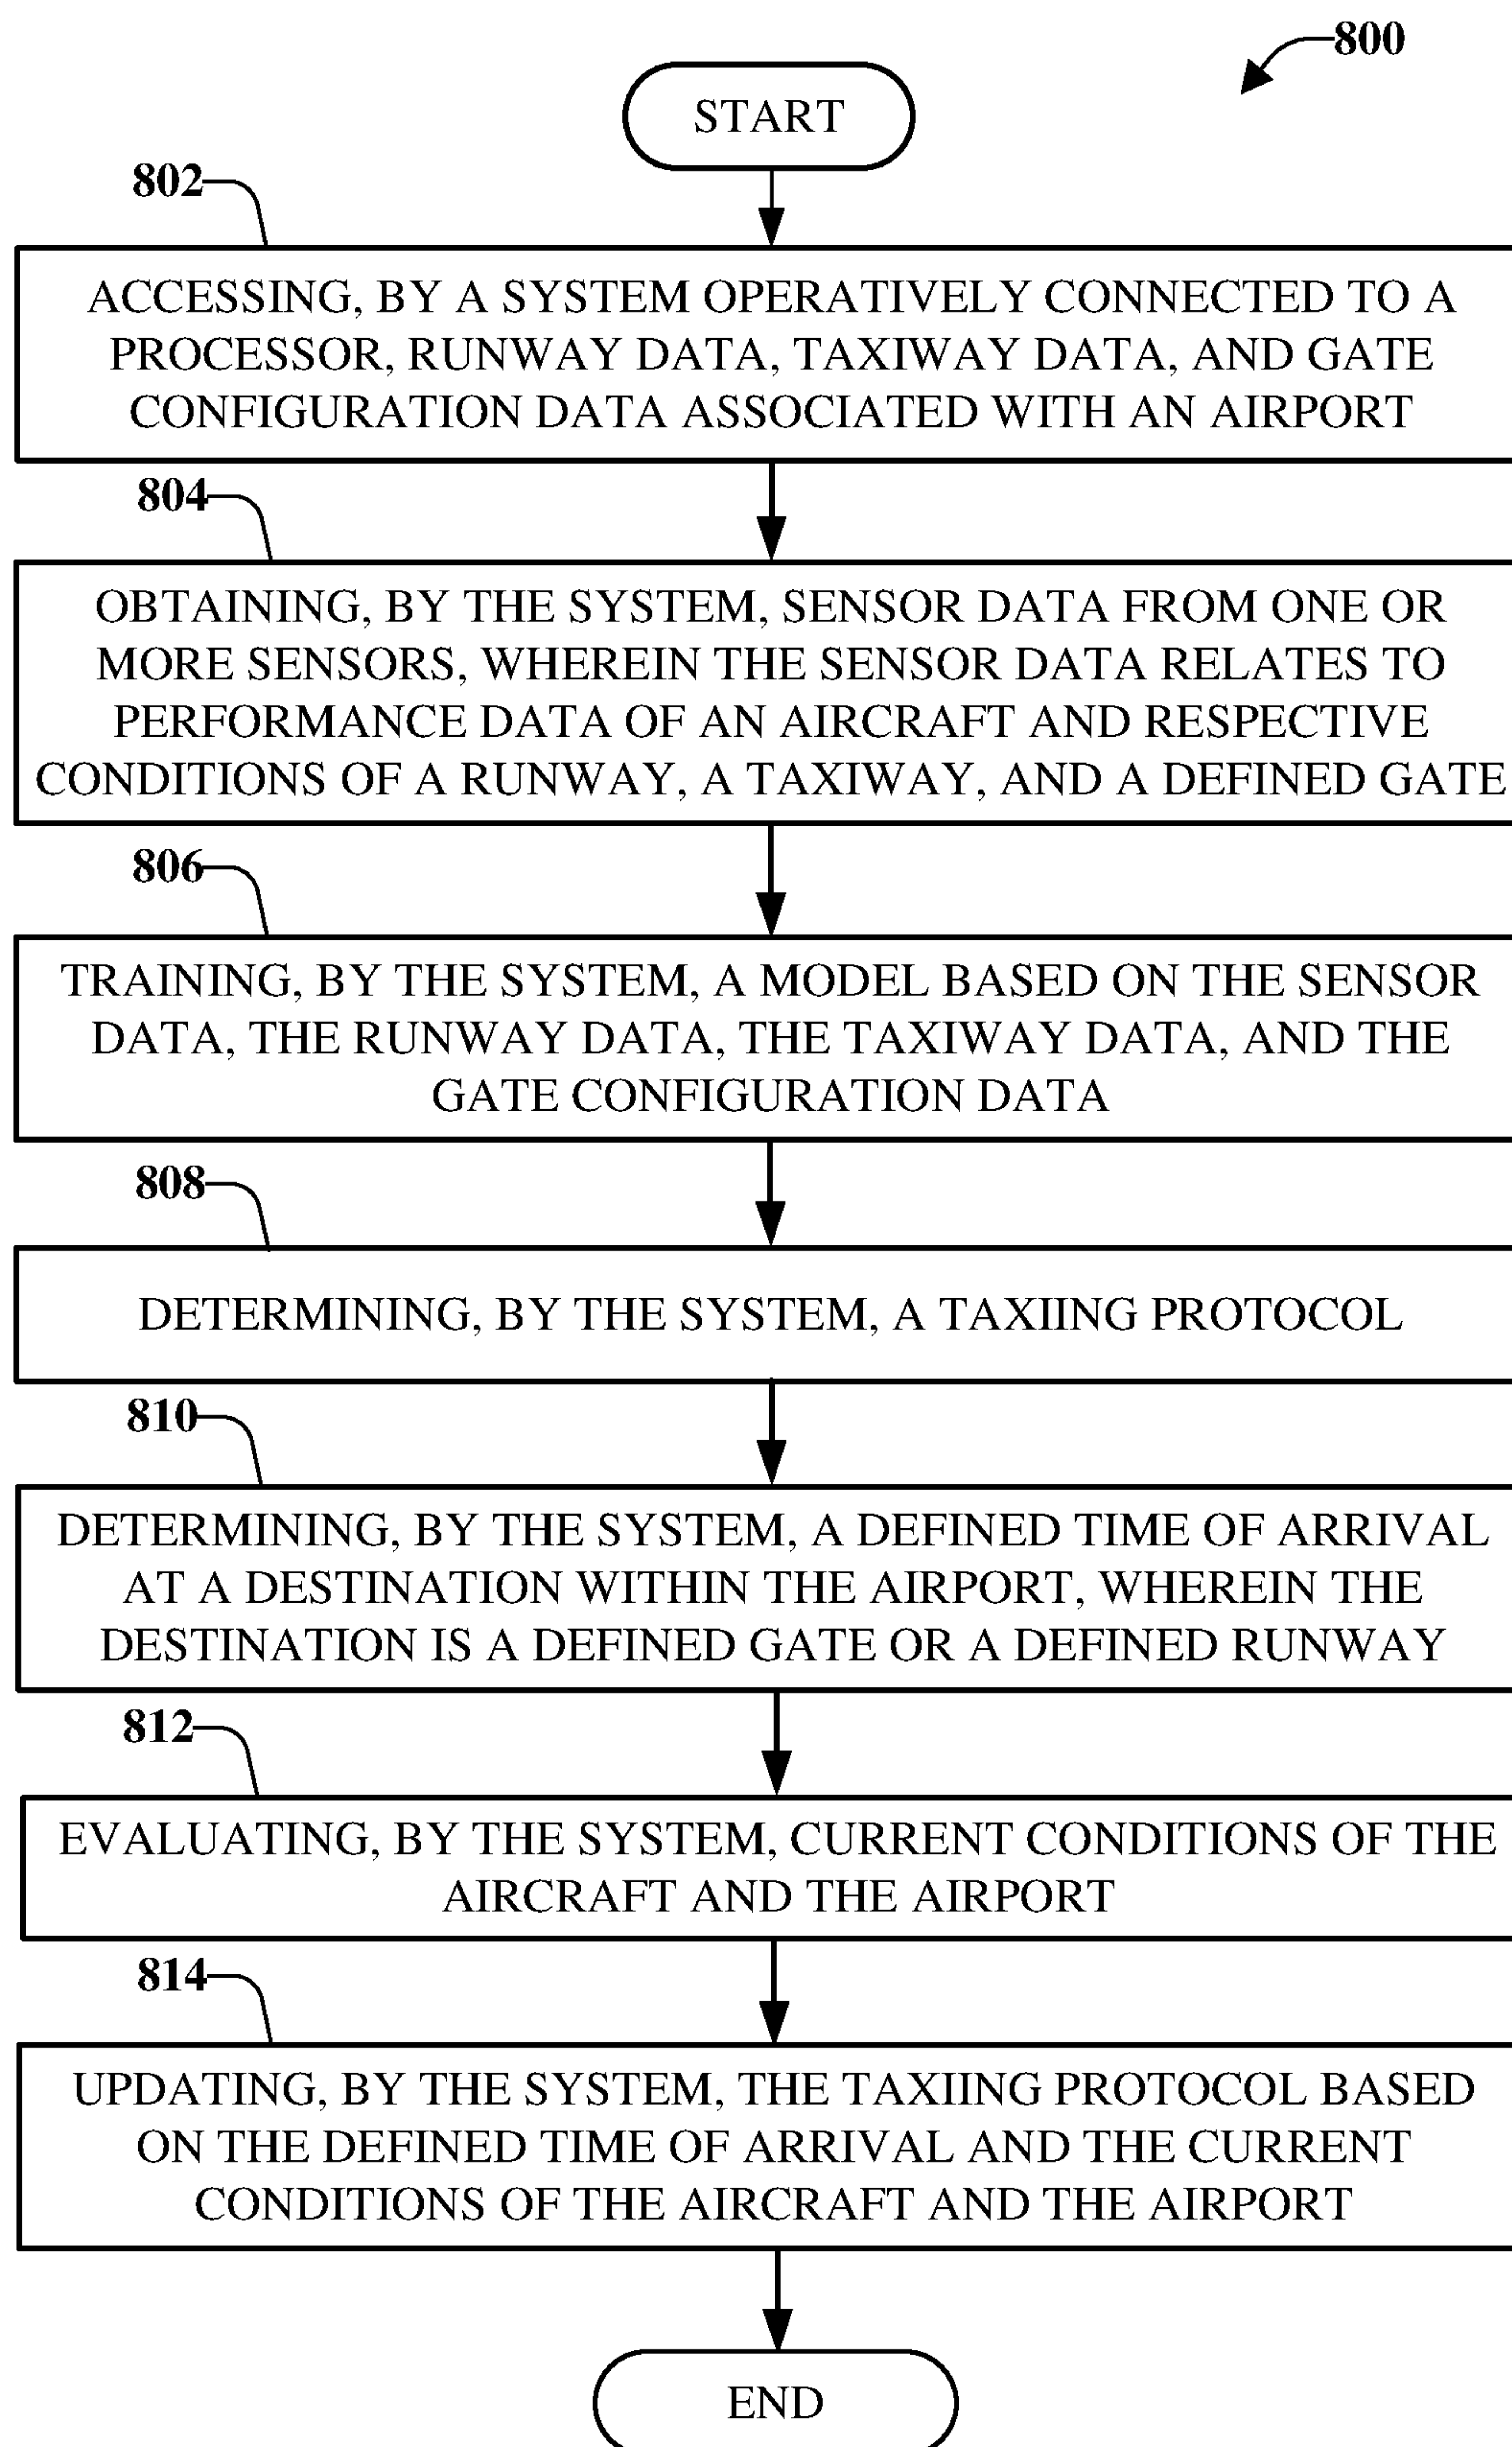 800
START
802
ACCESSING, BY A SYSTEM OPERATIVELY CONNECTED TO A
PROCESSOR, RUNWAY DATA, TAXIWAY DATA, AND GATE
CONFIGURATION DATA ASSOCIATED WITH AN AIRPORT
804
OBTAINING, BY THE SYSTEM, SENSOR DATA FROM ONE OR
MORE SENSORS, WHEREIN THE SENSOR DATA RELATES TO
PERFORMANCE DATA OF AN AIRCRAFT AND RESPECTIVE
CONDITIONS OF A RUNWAY, A TAXIWAY, AND A DEFINED GATE
806
TRAINING, BY THE SYSTEM, A MODEL BASED ON THE SENSOR
DATA, THE RUNWAY DATA, THE TAXIWAY DATA, AND THE
GATE CONFIGURATION DATA
808
DETERMINING, BY THE SYSTEM, A TAXIING PROTOCOL
810
DETERMINING, BY THE SYSTEM, A DEFINED TIME OF ARRIVAL
AT A DESTINATION WITHIN THE AIRPORT, WHEREIN THE
DESTINATION IS A DEFINED GATE OR A DEFINED RUNWAY
812
EVALUATING, BY THE SYSTEM, CURRENT CONDITIONS OF THE
AIRCRAFT AND THE AIRPORT
814
UPDATING, BY THE SYSTEM, THE TAXIING PROTOCOL BASED
ON THE DEFINED TIME OF ARRIVAL AND THE CURRENT
CONDITIONS OF THE AIRCRAFT AND THE AIRPORT
END